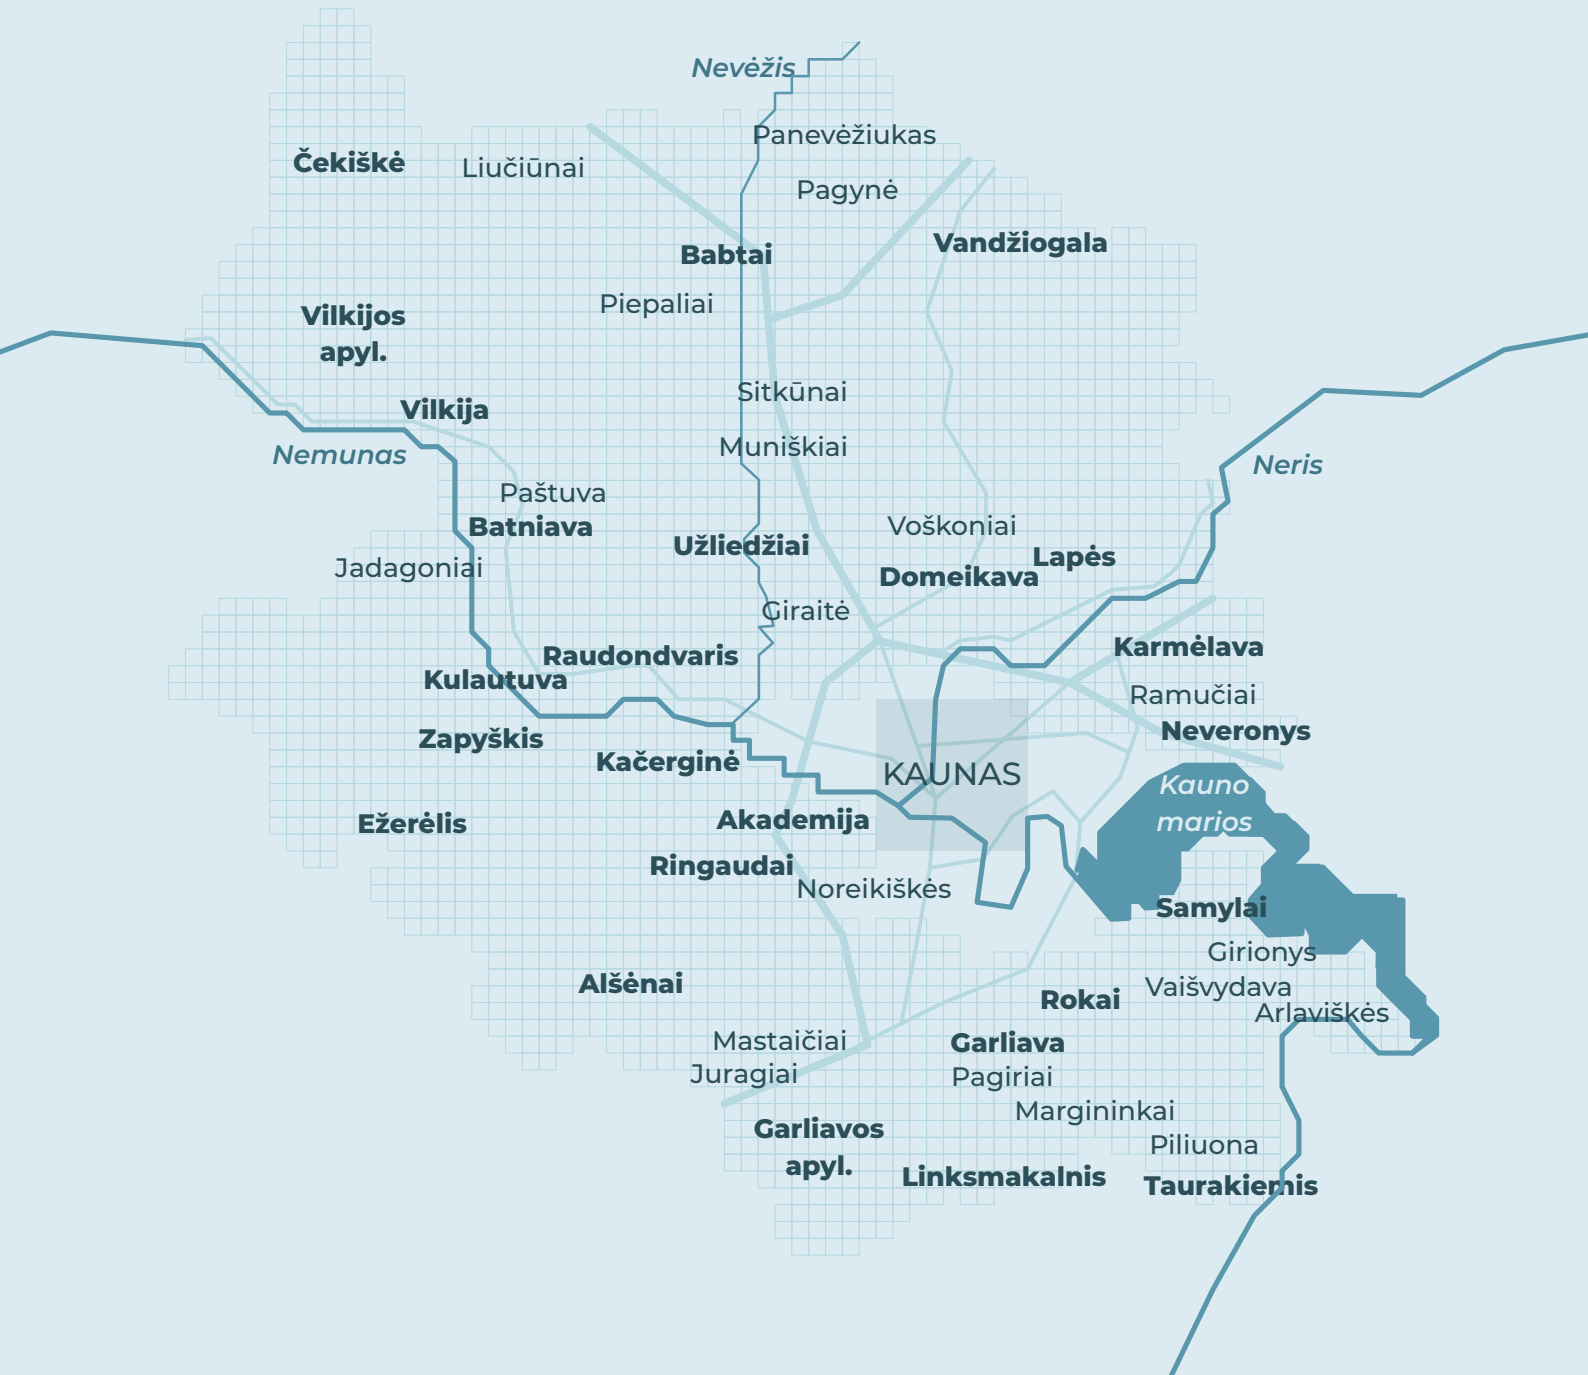 Nevėžis
Panevėžiukas
Čekiškė
Liučiūnai
Pagynė
Vandžiogala
Babtai
Piepaliai
Vilkijos
apyl.
Sitkūnai
Vilkija
Muniškiai
Nemunas
Neris
Paštuva
Batniava
Voškoniai
Užliedžiai
Lapės
Jadagoniai
Domeikava
Giraitė
Karmėlava
Raudondvaris
Kulautuva
Ramučiai
Neveronys
Zapyškis
Kačerginė
KAUNAS
Kauno
marios
Akademija
Ežerėlis
Ringaudai
Noreikiškės
Samylai
Girionys
Alšėnai
Vaišvydava
Rokai
Arlaviškės
Mastaičiai
Garliava
Juragiai
Pagiriai
Margininkai
Garliavos
apyl.
Piliuona
Linksmakalnis
Taurakiemis